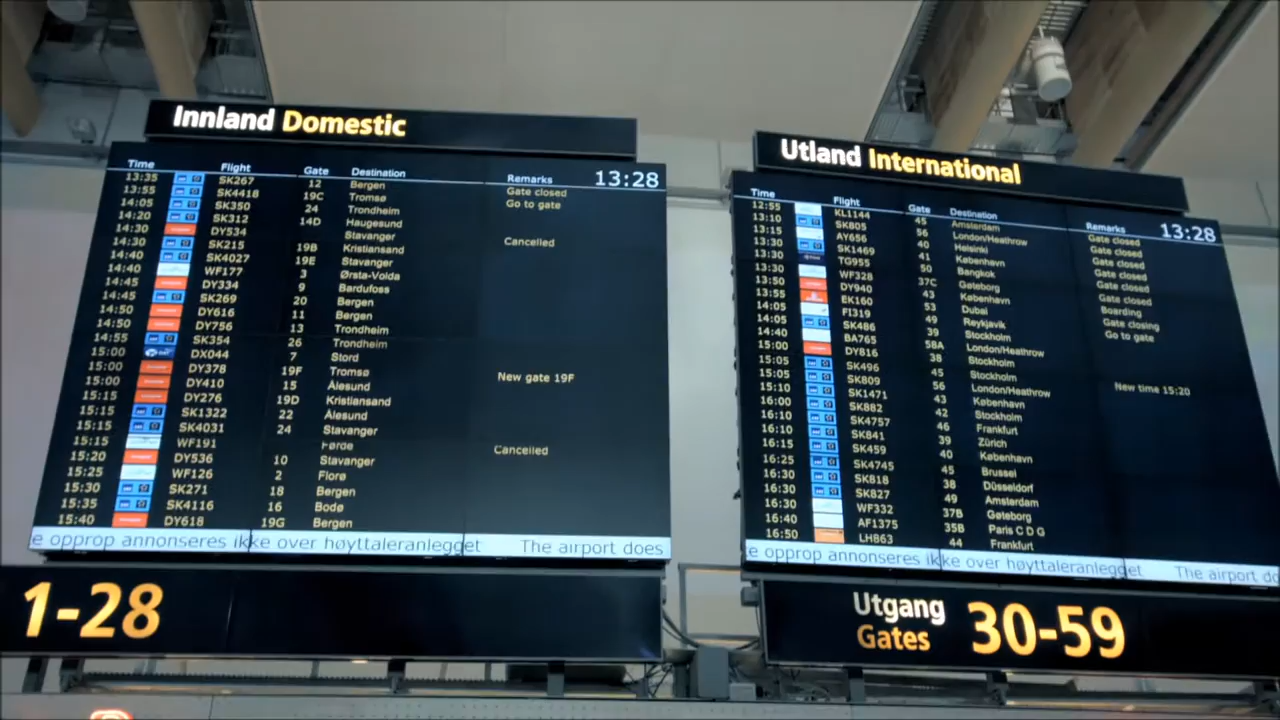 Innland Domestic
Time Flight Gate Destination Remarks 13:28
13:35 SK267 12 Bergen Gate closed
13:55 SK4418 19C Tromsø Go to gate
14:05 SK350 24 Trondheim
14:20 SK312 14D Haugesund
14:30 DY534 Stavanger Cancelled
14:30 SK215 19B Kristiansand
14:40 SK4027 19E Stavanger
14:40 WF177 3 Ørsta-Volda
14:45 DY334 9 Bardufoss
14:45 SK269 20 Bergen
14:50 DY616 11 Bergen
14:50 DY756 13 Trondheim
14:55 SK354 26 Trondheim
15:00 DX044 7 Stord
15:00 DY378 19F Tromsø New gate 19F
15:00 DY410 15 Ålesund
15:15 DY276 19D Kristiansand
15:15 SK1322 22 Ålesund
15:15 SK4031 24 Stavanger
15:15 WF191 Førde Cancelled
15:20 DY536 10 Stavanger
15:25 WF126 2 Florø
15:30 SK271 18 Bergen
15:35 SK4116 16 Bodø
15:40 DY618 19G Bergen
e opprop annonseres ikke over høyttaleranlegget The airport does
1-28
Utland International
Time Flight Gate Destination Remarks 13:28
12:55 KL1144 45 Amsterdam Gate closed
13:10 SK805 56 London/Heathrow Gate closed
13:15 AY656 40 Helsinki Gate closed
13:30 SK1469 41 København Gate closed
13:30 TG955 50 Bangkok Gate closed
13:30 WF328 37C Gøteborg Gate closed
13:50 DY940 43 København Boarding
13:55 EK160 53 Dubai Gate closing
14:05 FI319 49 Reykjavik Go to gate
14:05 SK486 39 Stockholm
14:40 BA765 58A London/Heathrow
15:00 DY816 38 Stockholm
15:05 SK496 45 Stockholm New time 15:20
15:05 SK809 56 London/Heathrow
15:10 SK1471 43 København
16:00 SK882 42 Stockholm
16:10 SK4757 46 Frankfurt
16:10 SK841 39 Zürich
16:15 SK459 40 København
16:25 SK4745 45 Brussel
16:30 SK818 38 Düsseldorf
16:30 SK827 49 Amsterdam
16:30 WF332 37B Gøteborg
16:40 AF1375 35B Paris C D G
16:50 LH863 44 Frankfurt
e opprop annonseres ikke over høyttaleranlegget The airport do
Utgang
Gates
30-59